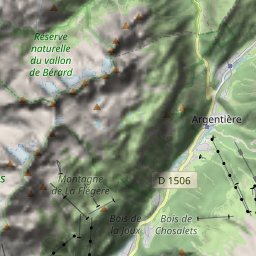 Réserve
naturelle
du vallon
de Bérard
Argentière
Montagne
de La Flégère
D 1506
Bois de
la Joux
Bois de
Chosalets